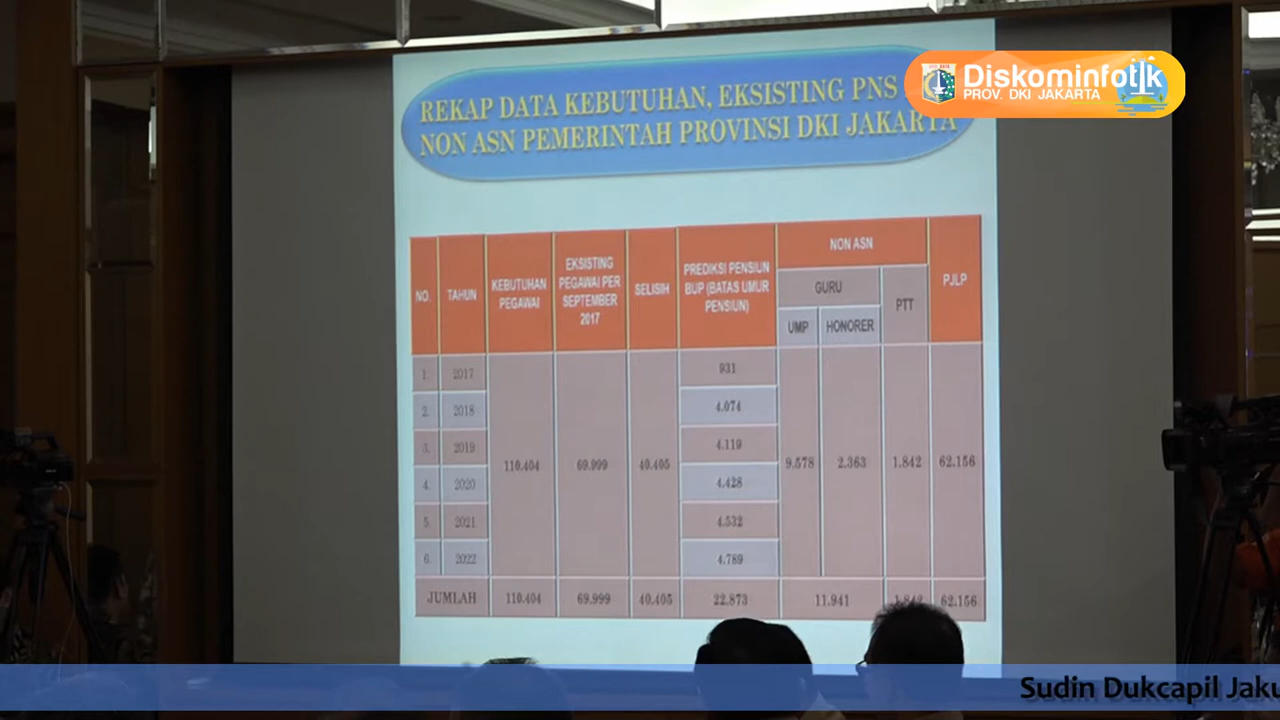 Diskominfotik
PROV. DKI JAKARTA
REKAP DATA KEBUTUHAN, EKSISTING PNS
NON ASN PEMERINTAH PROVINSI DKI JAKARTA
NO.
TAHUN
KEBUTUHAN
PEGAWAI
EKSISTING
PEGAWAI PER
SEPTEMBER
2017
SELISIH
PREDIKSI PENSIUN
BUP (BATAS UMUR
PENSIUN)
NON ASN
GURU
UMP
HONORER
PTT
PJLP
1. 2017 931
2. 2018 4.074
3. 2019 4.119
110.404 69.999 40.405 9.578 2.363 1.842 62.156
4. 2020 4.428
5. 2021 4.532
6. 2022 4.789
JUMLAH 110.404 69.999 40.405 22.873 11.941 1.842 62.156
Sudin Dukcapil Jaku